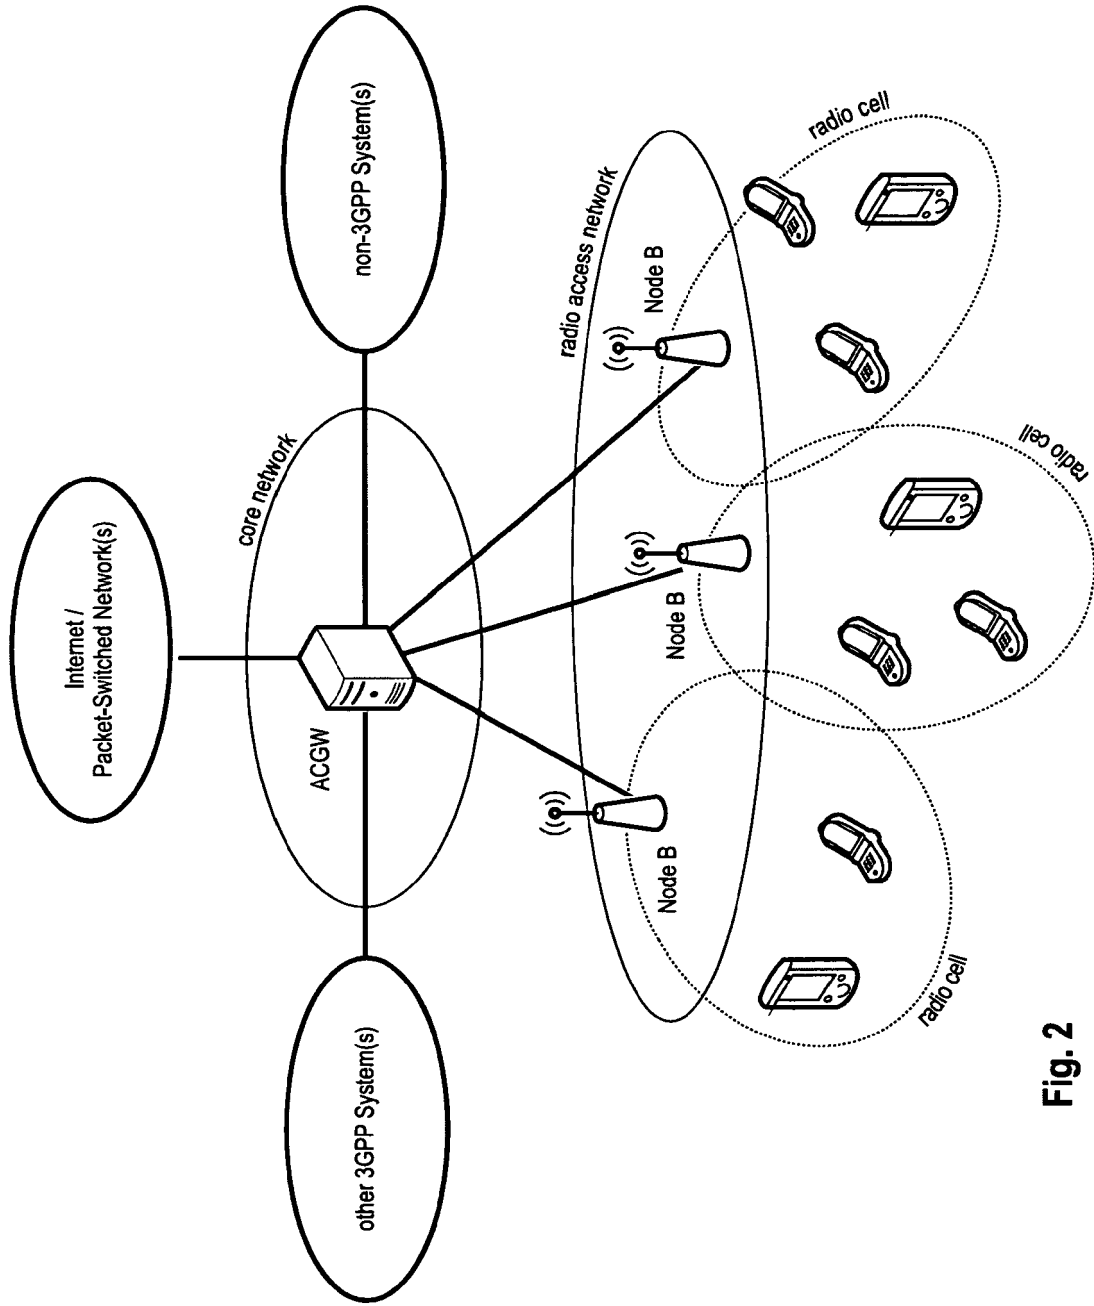 Internet /
Packet-Switched Network(s)
core network
ACGW
other 3GPP System(s)
non-3GPP System(s)
radio access network
Node B
Node B
Node B
radio cell
radio cell
radio cell
Fig. 2